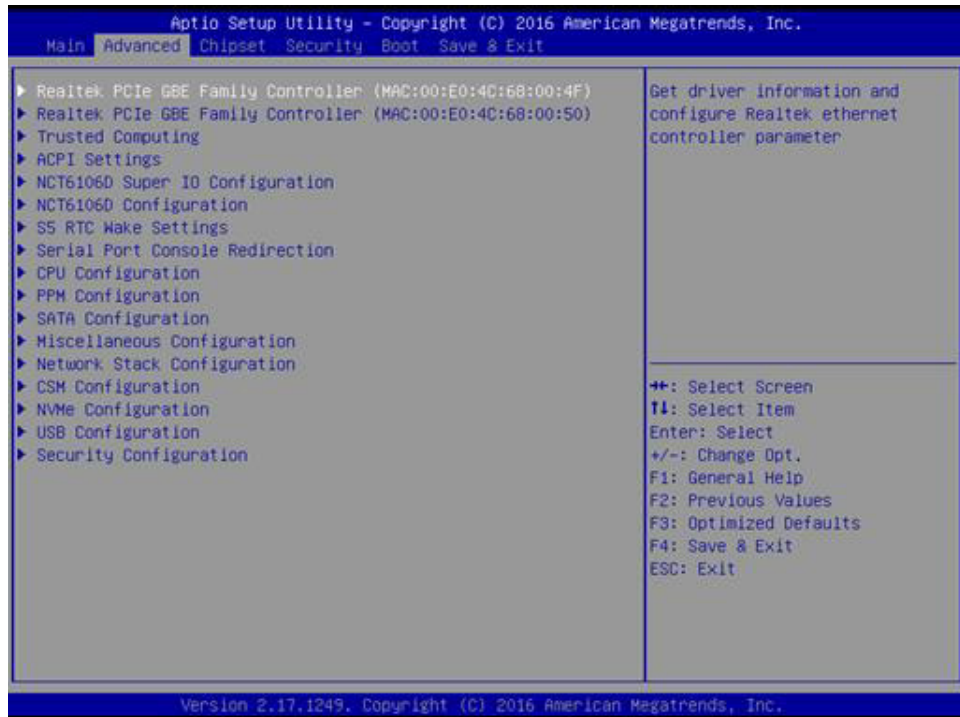 Aptio Setup Utility – Copyright (C) 2016 American Megatrends, Inc.
Main Advanced Chipset Security Boot Save & Exit
Realtek PCIe GBE Family Controller (MAC:00:E0:4C:68:00:4F)
Realtek PCIe GBE Family Controller (MAC:00:E0:4C:68:00:50)
Trusted Computing
ACPI Settings
NCT6106D Super IO Configuration
NCT6106D Configuration
S5 RTC Wake Settings
Serial Port Console Redirection
CPU Configuration
PPM Configuration
SATA Configuration
Miscellaneous Configuration
Network Stack Configuration
CSM Configuration
NVMe Configuration
USB Configuration
Security Configuration
Get driver information and
configure Realtek ethernet
controller parameter
→←: Select Screen
↑↓: Select Item
Enter: Select
+/-: Change Opt.
F1: General Help
F2: Previous Values
F3: Optimized Defaults
F4: Save & Exit
ESC: Exit
Version 2.17.1249. Copyright (C) 2016 American Megatrends, Inc.